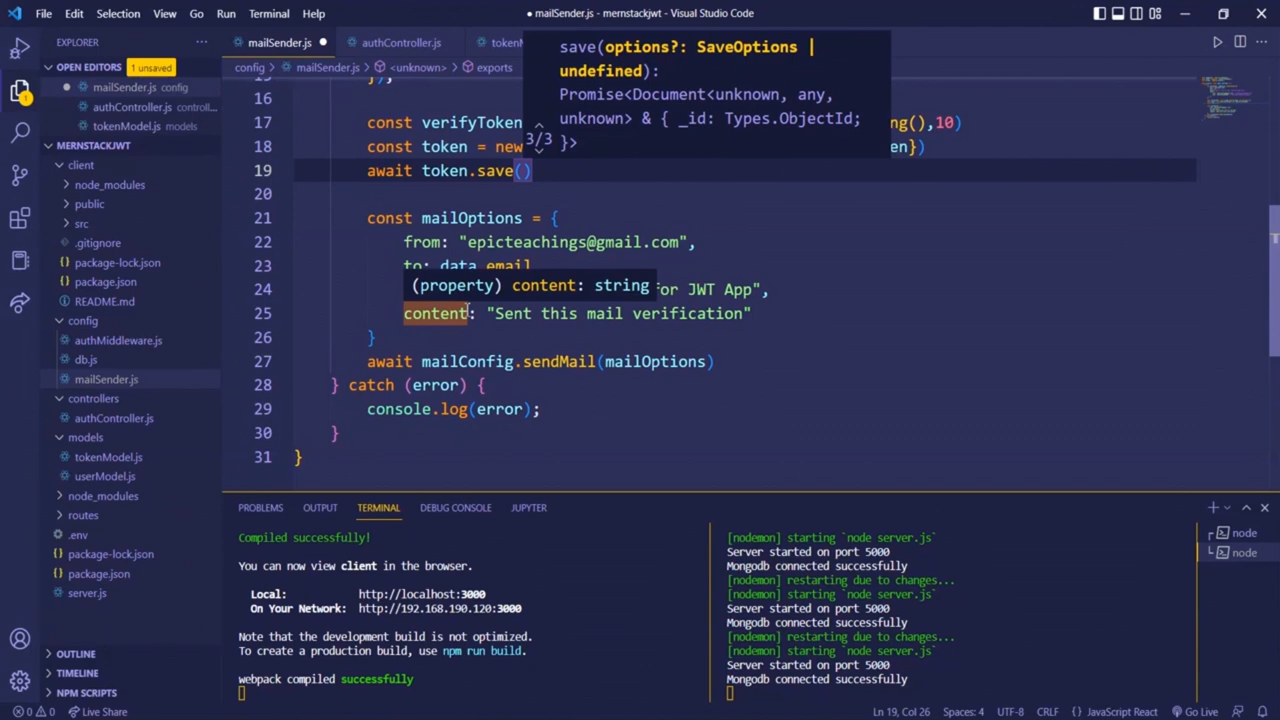 File Edit Selection View Go Run Terminal Help
● mailSender.js - mernstackjwt - Visual Studio Code
EXPLORER
OPEN EDITORS 1 unsaved
mailSender.js config
authController.js controll...
tokenModel.js models
MERNSTACKJWT
client
node_modules
public
src
.gitignore
package-lock.json
package.json
README.md
config
authMiddleware.js
db.js
mailSender.js
controllers
authController.js
models
tokenModel.js
userModel.js
node_modules
routes
.env
package-lock.json
package.json
server.js
OUTLINE
TIMELINE
NPM SCRIPTS
mailSender.js ● authController.js
config > mailSender.js > <unknown> > exports
save(options?: SaveOptions |
undefined):
Promise<Document<unknown, any,
unknown> & { _id: Types.ObjectId;
3/3 }>
15 });
16
17 const verifyToken ng(),10)
18 const token = new en})
19 await token.save()
20
21 const mailOptions = {
22 from: "epicteachings@gmail.com",
23 to: data.email
(property) content: string
24 or JWT App",
25 content: "Sent this mail verification"
26 }
27 await mailConfig.sendMail(mailOptions)
28 } catch (error) {
29 console.log(error);
30 }
31 }
PROBLEMS OUTPUT TERMINAL DEBUG CONSOLE JUPYTER
Compiled successfully!
You can now view client in the browser.
Local: http://localhost:3000
On Your Network: http://192.168.190.120:3000
Note that the development build is not optimized.
To create a production build, use npm run build.
webpack compiled successfully
[nodemon] starting `node server.js`
Server started on port 5000
Mongodb connected successfully
[nodemon] restarting due to changes...
[nodemon] starting `node server.js`
Server started on port 5000
Mongodb connected successfully
[nodemon] restarting due to changes...
[nodemon] starting `node server.js`
Server started on port 5000
Mongodb connected successfully
node
node
0 0 Live Share
Ln 19, Col 26 Spaces: 4 UTF-8 CRLF {} JavaScript React Go Live